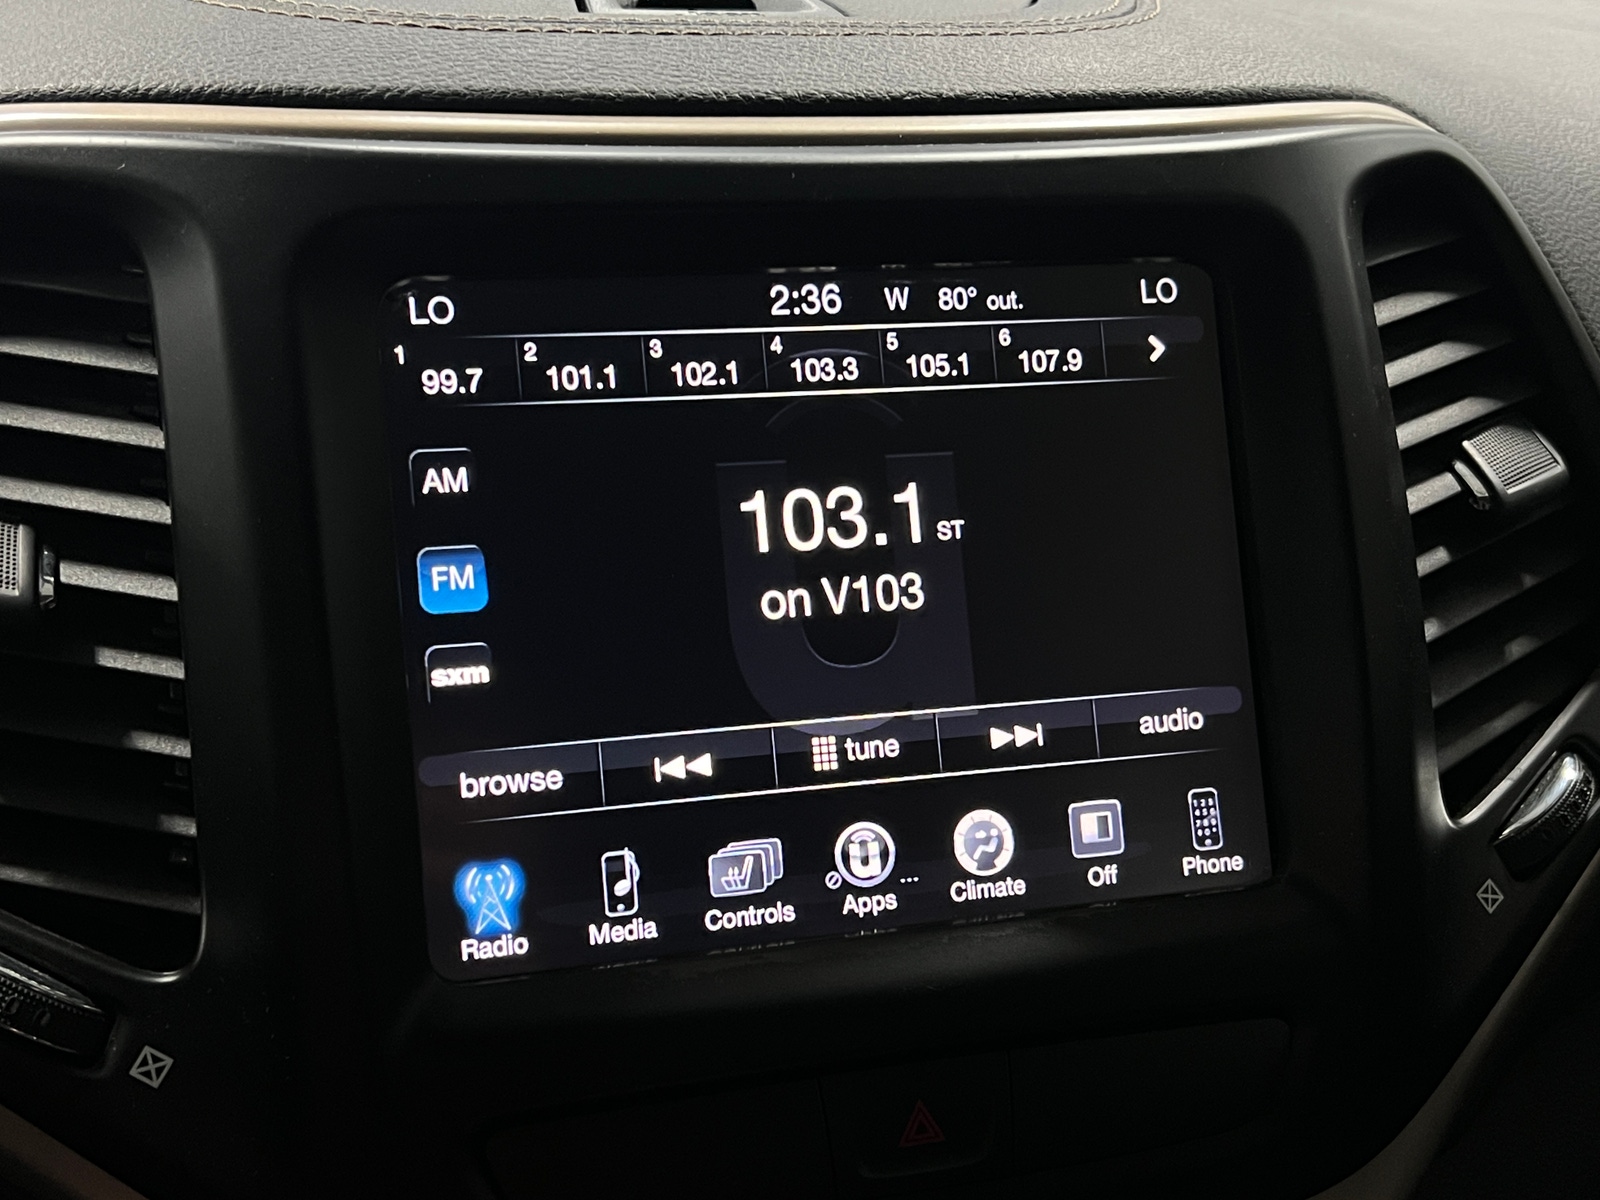 LO 2:36 W 80° out. LO
1 99.7 2 101.1 3 102.1 4 103.3 5 105.1 6 107.9
AM
103.1 ST
FM
on V103
sxm
browse tune audio
Radio Media Controls Apps ... Climate Off Phone